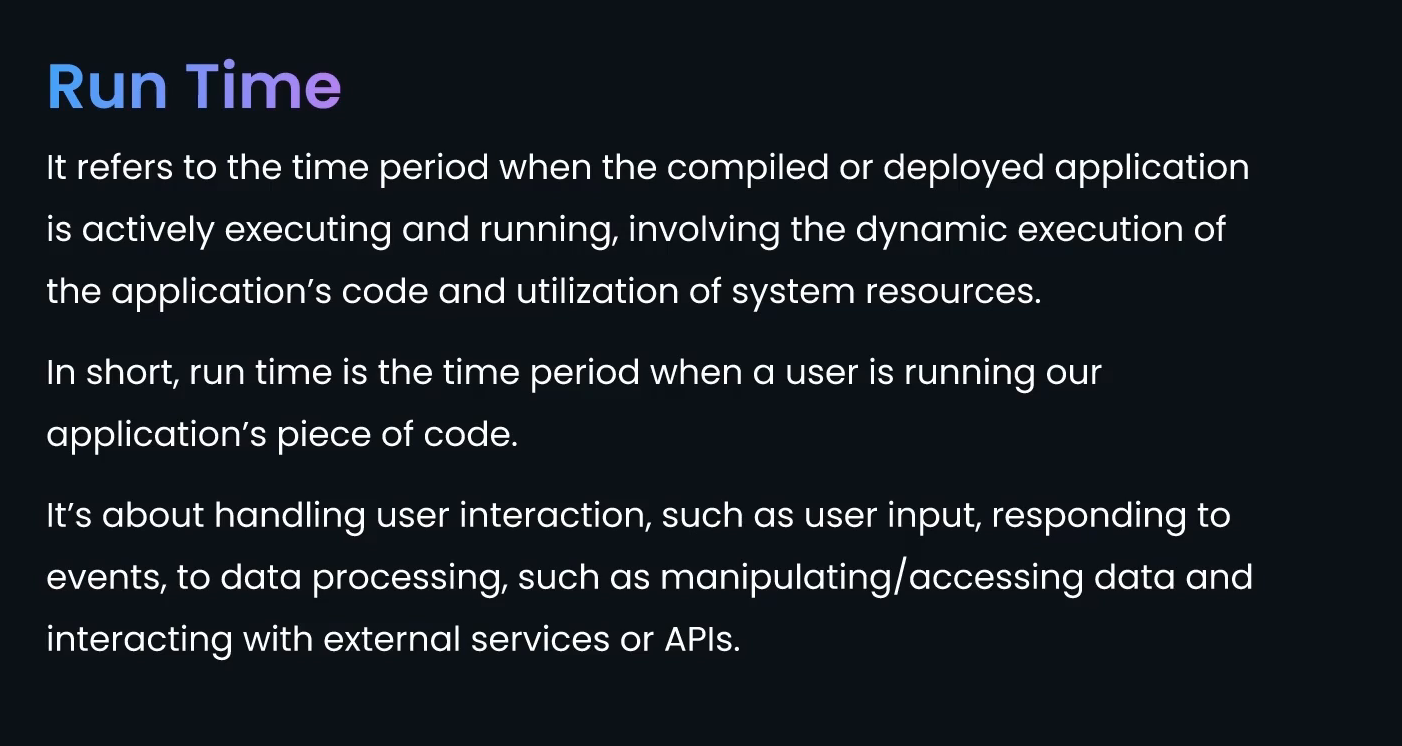 Run Time
It refers to the time period when the compiled or deployed application
is actively executing and running, involving the dynamic execution of
the application’s code and utilization of system resources.
In short, run time is the time period when a user is running our
application’s piece of code.
It’s about handling user interaction, such as user input, responding to
events, to data processing, such as manipulating/accessing data and
interacting with external services or APIs.